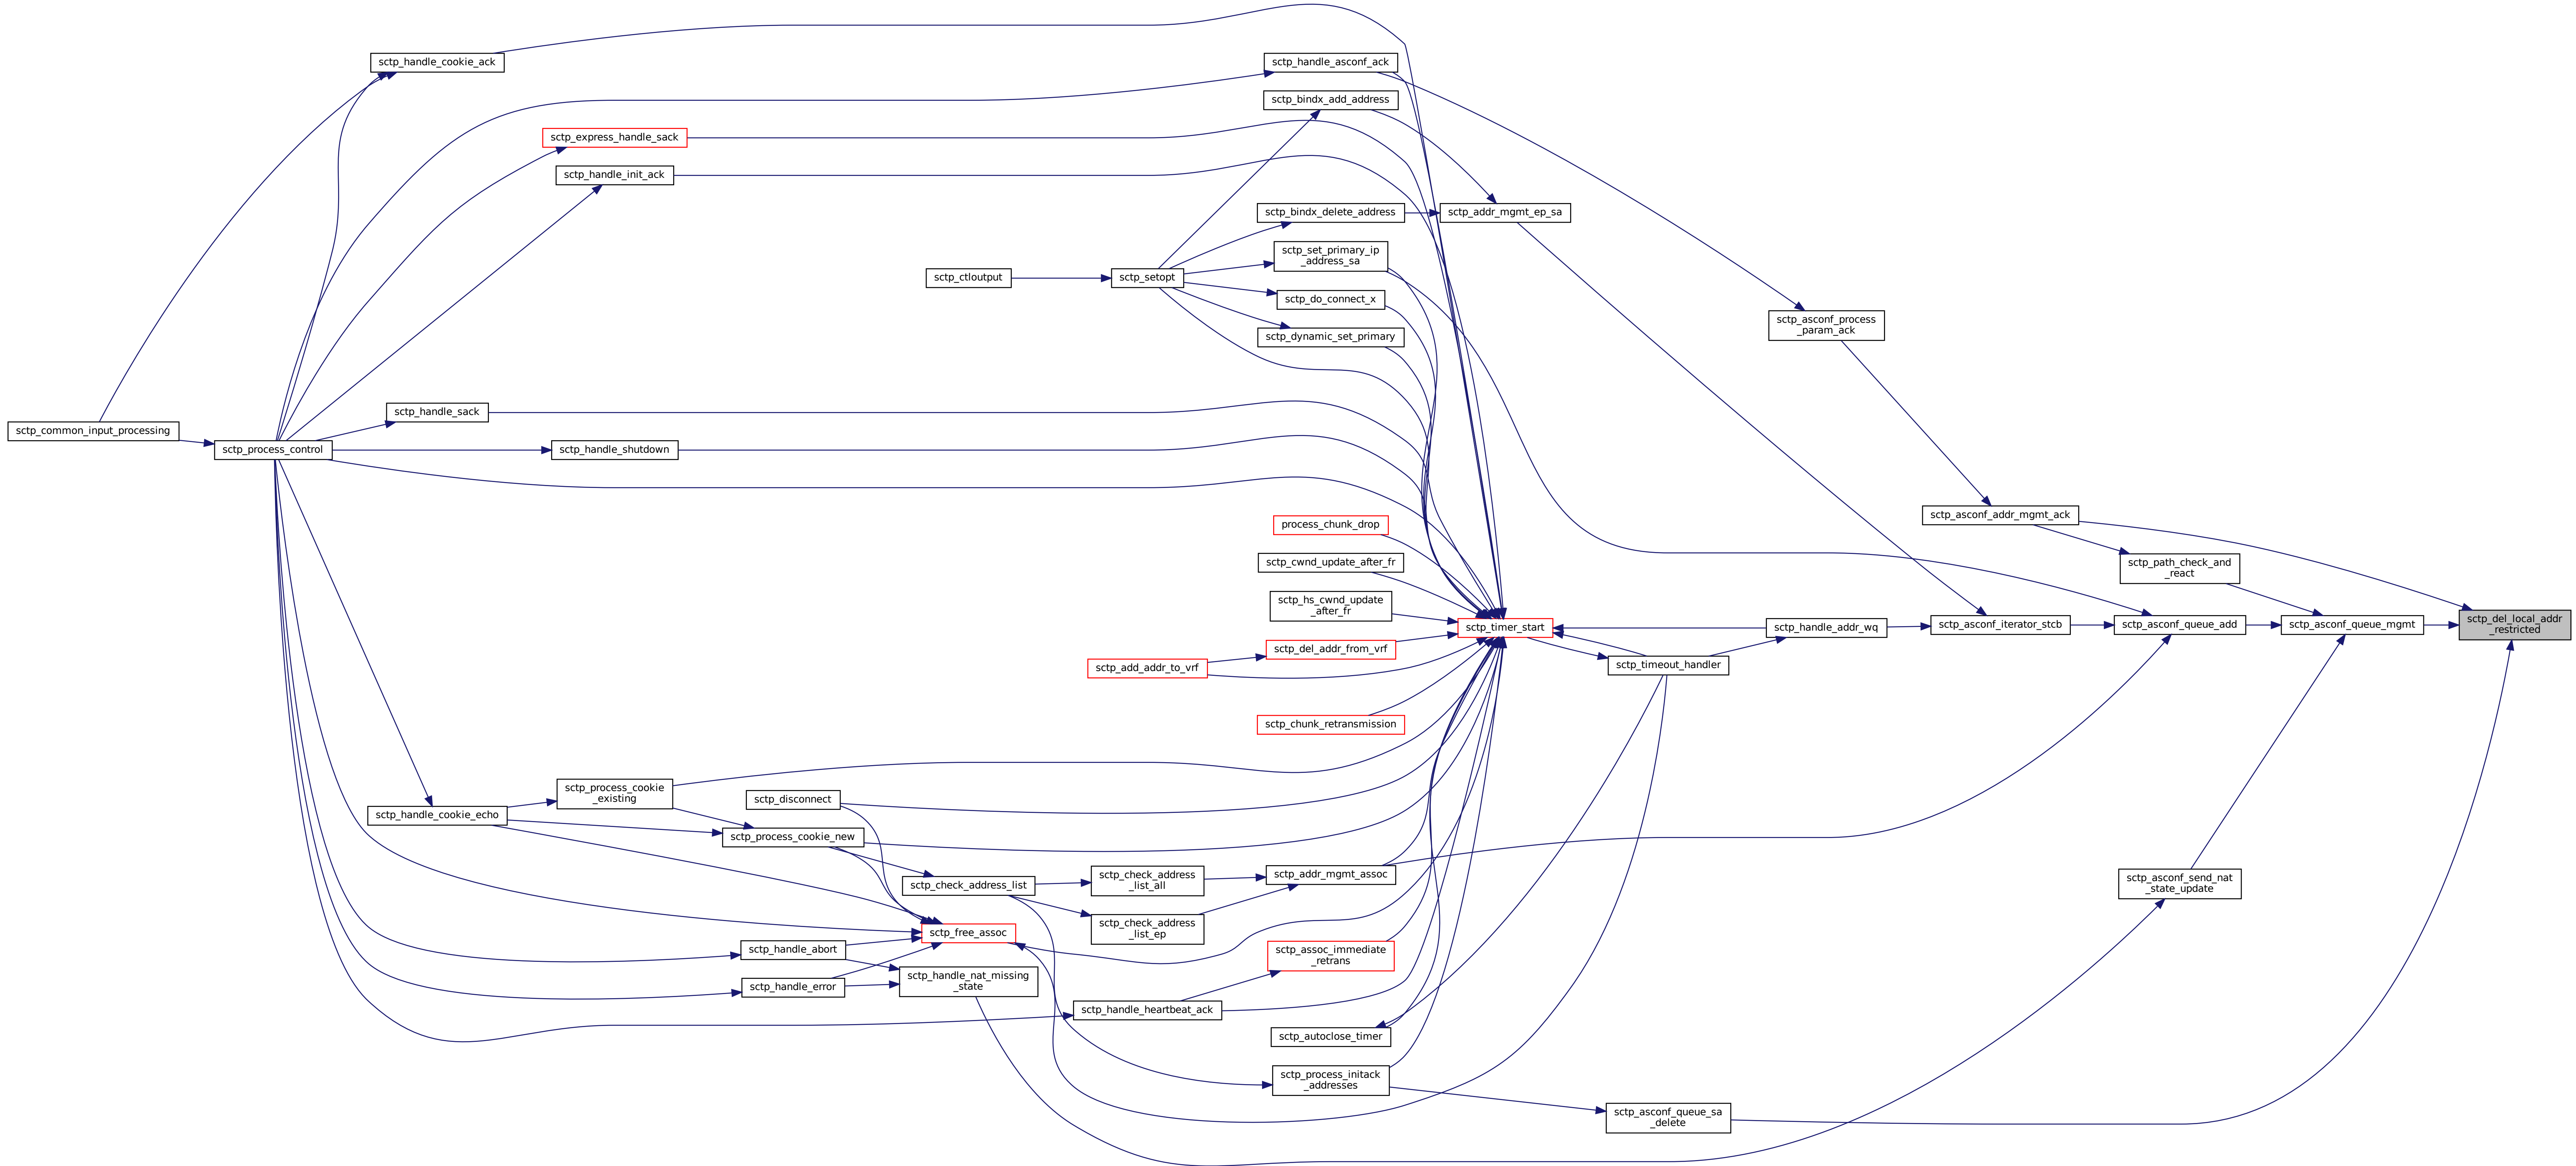 sctp_handle_cookie_ack
sctp_handle_asconf_ack
sctp_bindx_add_address
sctp_express_handle_sack
sctp_handle_init_ack
sctp_bindx_delete_address
sctp_addr_mgmt_ep_sa
sctp_set_primary_ip
_address_sa
sctp_ctloutput
sctp_setopt
sctp_do_connect_x
sctp_asconf_process
_param_ack
sctp_dynamic_set_primary
sctp_handle_sack
sctp_common_input_processing
sctp_process_control
sctp_handle_shutdown
sctp_asconf_addr_mgmt_ack
process_chunk_drop
sctp_cwnd_update_after_fr
sctp_path_check_and
_react
sctp_hs_cwnd_update
_after_fr
sctp_timer_start
sctp_handle_addr_wq
sctp_asconf_iterator_stcb
sctp_asconf_queue_add
sctp_asconf_queue_mgmt
sctp_del_local_addr
_restricted
sctp_del_addr_from_vrf
sctp_add_addr_to_vrf
sctp_timeout_handler
sctp_chunk_retransmission
sctp_process_cookie
_existing
sctp_disconnect
sctp_handle_cookie_echo
sctp_process_cookie_new
sctp_check_address_list
sctp_check_address
_list_all
sctp_addr_mgmt_assoc
sctp_asconf_send_nat
_state_update
sctp_check_address
_list_ep
sctp_free_assoc
sctp_handle_abort
sctp_assoc_immediate
_retrans
sctp_handle_nat_missing
_state
sctp_handle_error
sctp_handle_heartbeat_ack
sctp_autoclose_timer
sctp_process_initack
_addresses
sctp_asconf_queue_sa
_delete